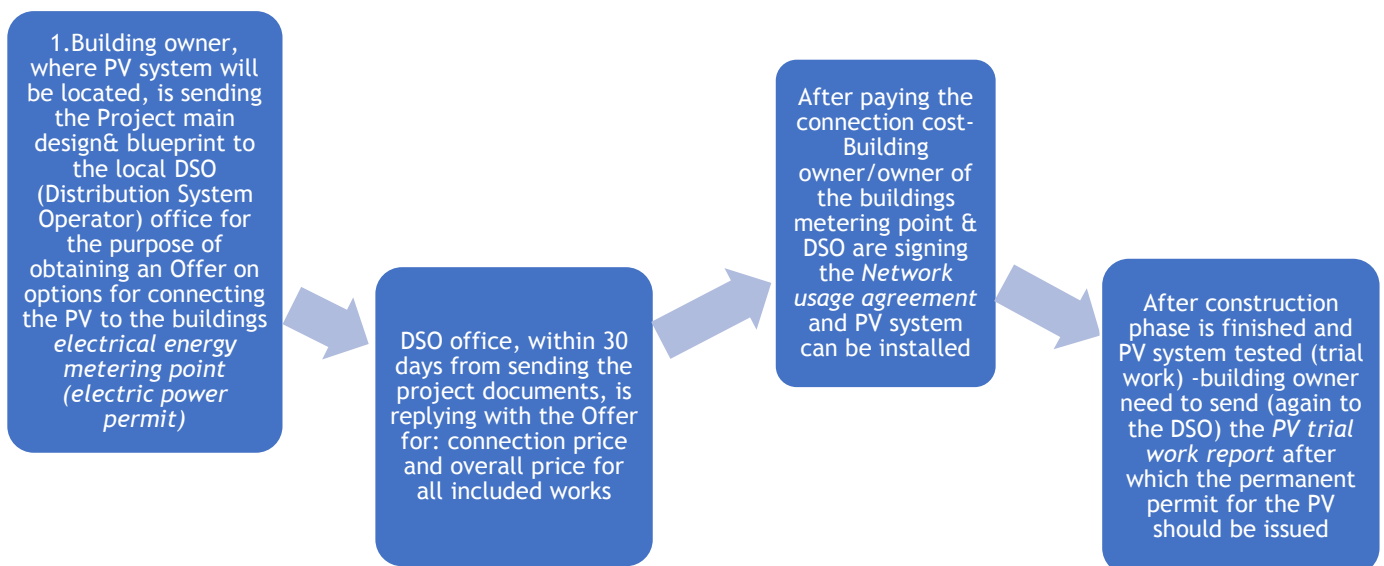 1.Building owner,
where PV system will
be located, is sending
the Project main
design& blueprint to
the local DSO
(Distribution System
Operator) office for
the purpose of
obtaining an Offer on
options for connecting
the PV to the buildings
electrical energy
metering point
(electric power
permit)
DSO office, within 30
days from sending the
project documents, is
replying with the Offer
for: connection price
and overall price for
all included works
After paying the
connection cost-
Building
owner/owner of
the buildings
metering point &
DSO are signing
the Network
usage agreement
and PV system
can be installed
After construction
phase is finished and
PV system tested (trial
work) -building owner
need to send (again to
the DSO) the PV trial
work report after
which the permanent
permit for the PV
should be issued